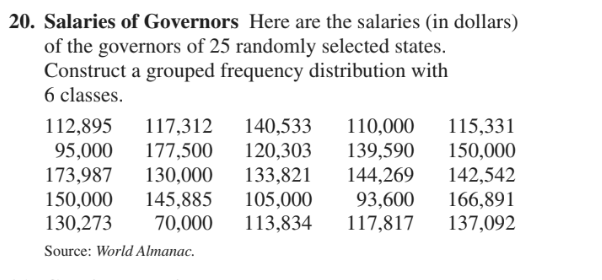 20. Salaries of Governors Here are the salaries (in dollars)
of the governors of 25 randomly selected states.
Construct a grouped frequency distribution with
6 classes.
112,895 117,312 140,533 110,000 115,331
95,000 177,500 120,303 139,590 150,000
173,987 130,000 133,821 144,269 142,542
150,000 145,885 105,000 93,600 166,891
130,273 70,000 113,834 117,817 137,092
Source: World Almanac.